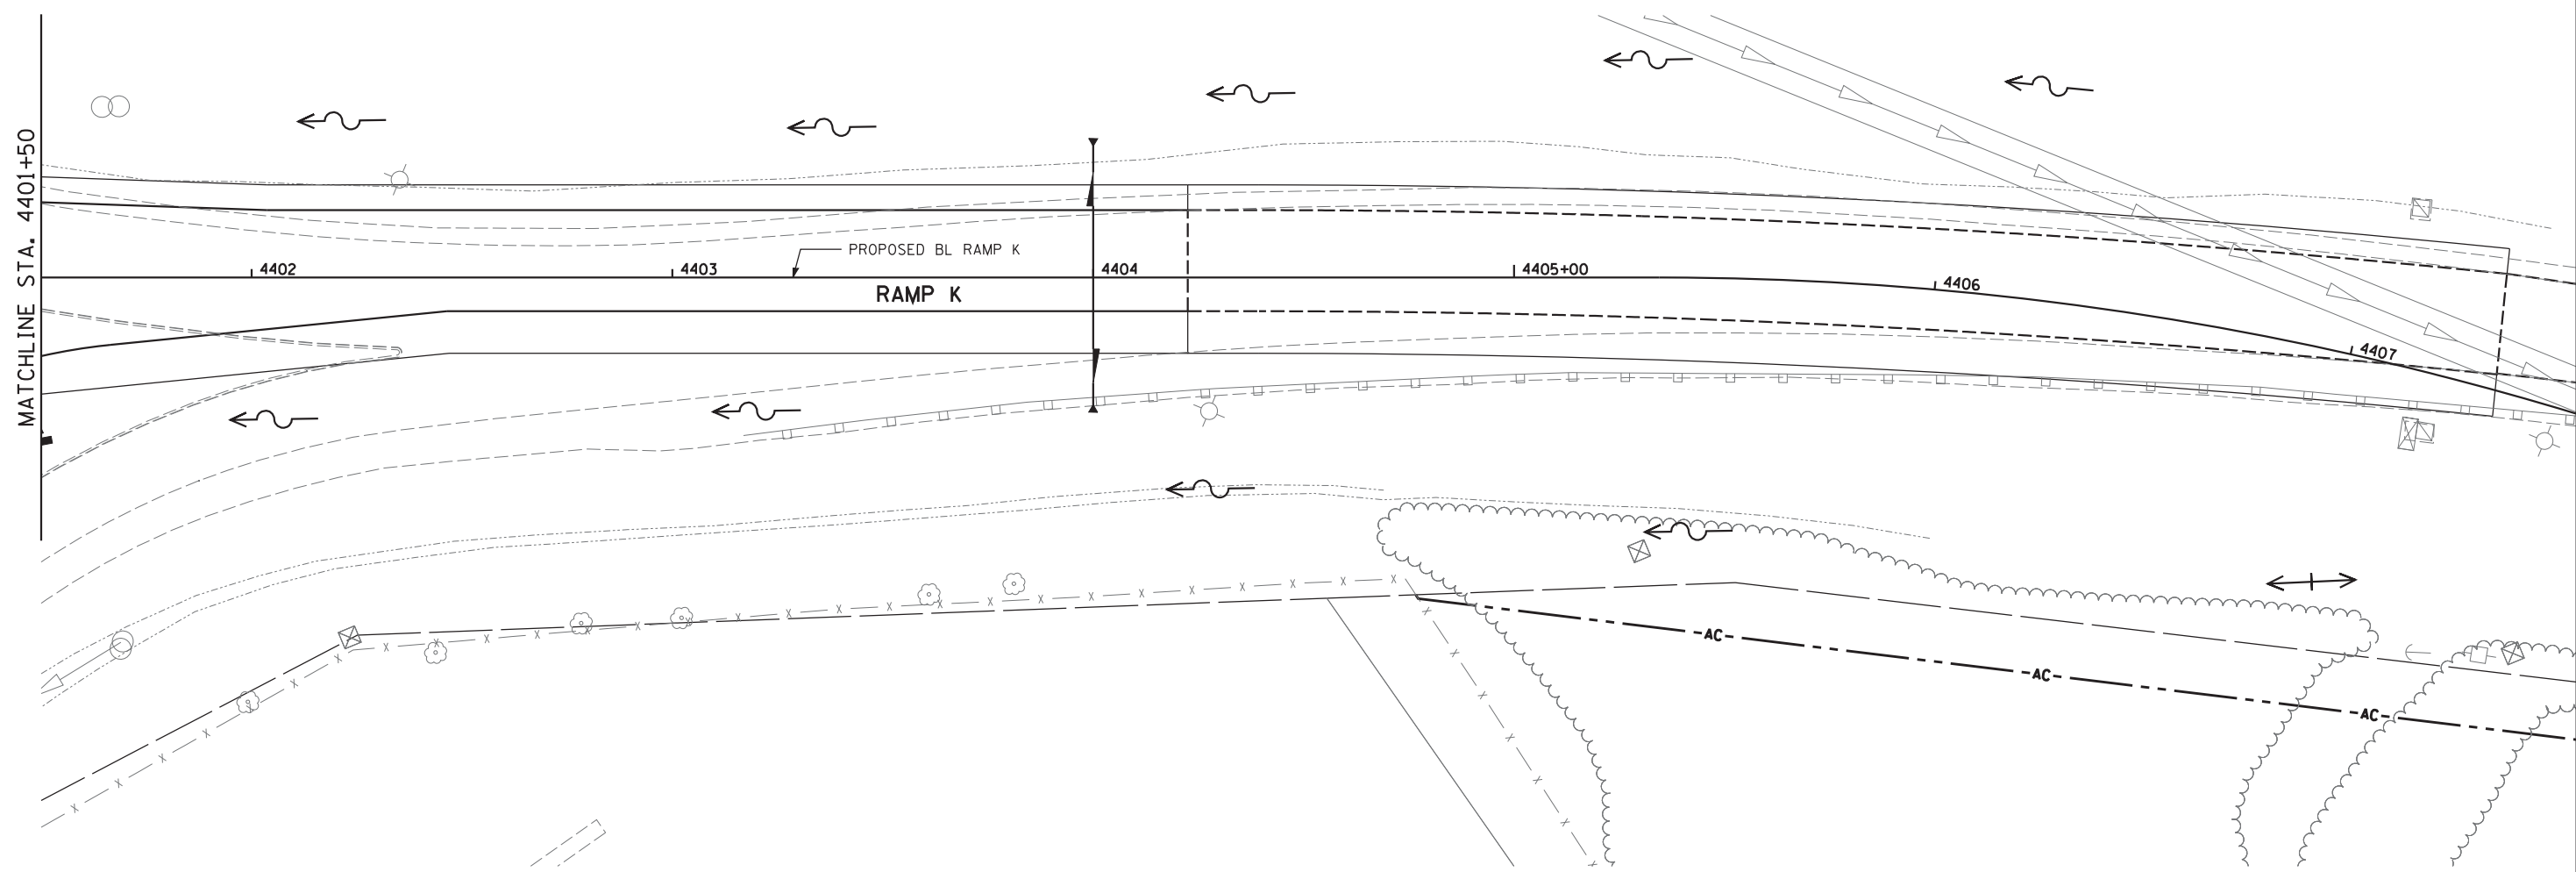 MATCHLINE STA. 4401+50
PROPOSED BL RAMP K
4402
4403
4404
4405+00
4406
4407
RAMP K
AC
AC
AC